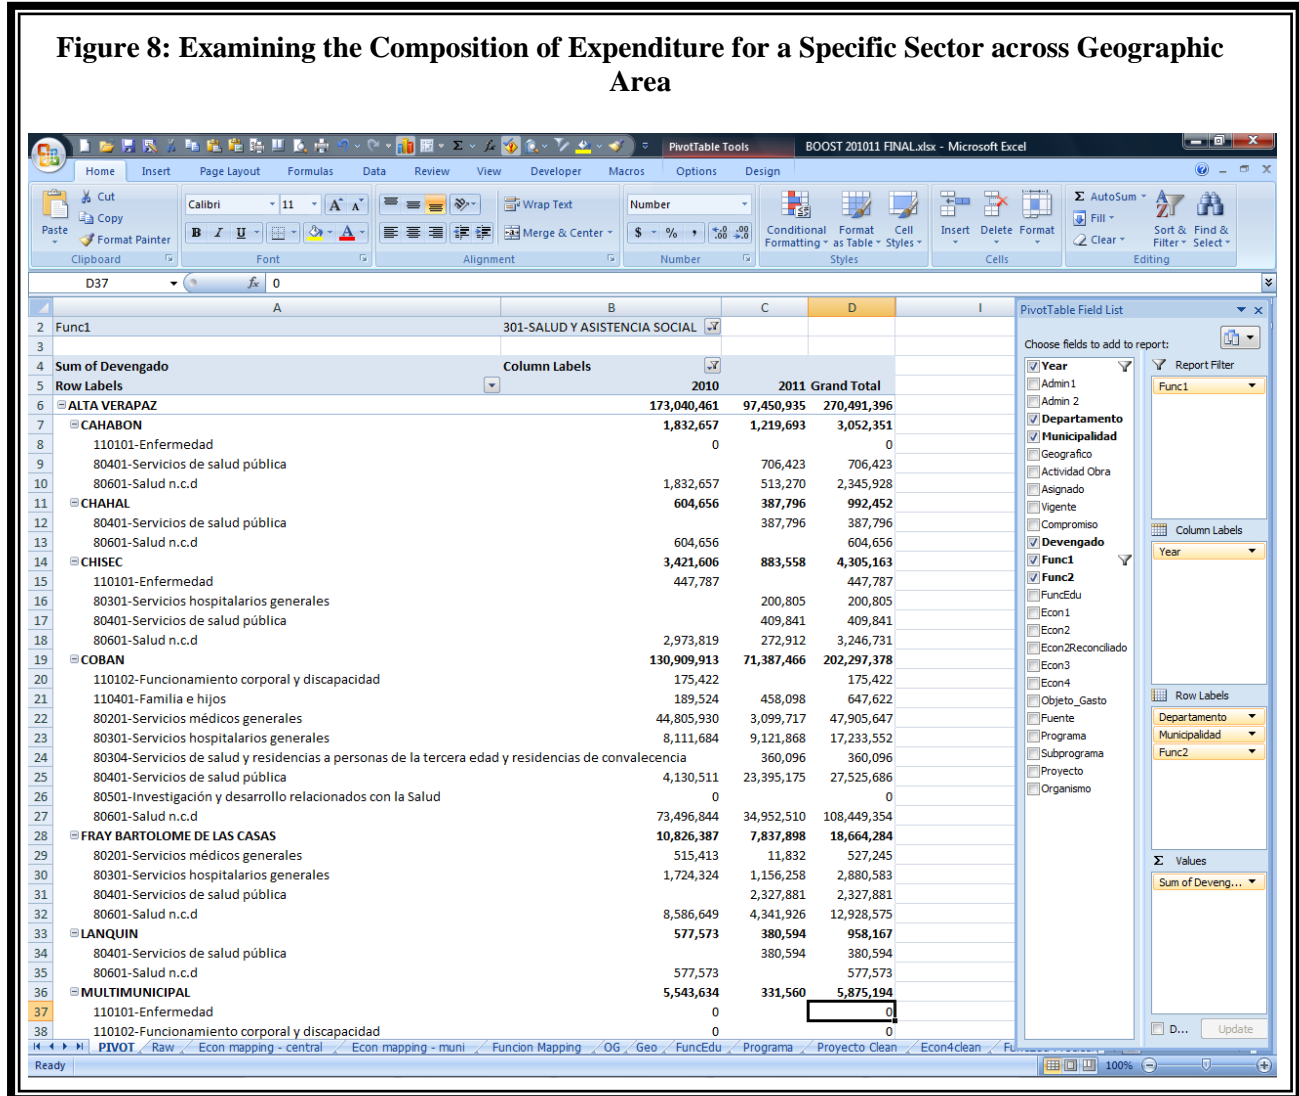 Figure 8: Examining the Composition of Expenditure for a Specific Sector across Geographic
Area
PivotTable Tools BOOST 201011 FINAL.xlsx - Microsoft Excel
Home Insert Page Layout Formulas Data Review View Developer Macros Options Design
Cut
Copy
Format Painter
Paste
Clipboard
Calibri 11
B I U
Font
Wrap Text
Merge & Center
Alignment
Number
$ % ,
Number
Conditional Formatting
Format as Table
Cell Styles
Styles
Insert Delete Format
Cells
Σ AutoSum
Fill
Clear
Sort & Filter
Find & Select
Editing
D37 fx 0
A B C D I
2 Func1 301-SALUD Y ASISTENCIA SOCIAL
3
4 Sum of Devengado Column Labels
5 Row Labels 2010 2011 Grand Total
6 ALTA VERAPAZ 173,040,461 97,450,935 270,491,396
7 CAHABON 1,832,657 1,219,693 3,052,351
8 110101-Enfermedad 0 0
9 80401-Servicios de salud pública 706,423 706,423
10 80601-Salud n.c.d 1,832,657 513,270 2,345,928
11 CHAHAL 604,656 387,796 992,452
12 80401-Servicios de salud pública 387,796 387,796
13 80601-Salud n.c.d 604,656 604,656
14 CHISEC 3,421,606 883,558 4,305,163
15 110101-Enfermedad 447,787 447,787
16 80301-Servicios hospitalarios generales 200,805 200,805
17 80401-Servicios de salud pública 409,841 409,841
18 80601-Salud n.c.d 2,973,819 272,912 3,246,731
19 COBAN 130,909,913 71,387,466 202,297,378
20 110102-Funcionamiento corporal y discapacidad 175,422 175,422
21 110401-Familia e hijos 189,524 458,098 647,622
22 80201-Servicios médicos generales 44,805,930 3,099,717 47,905,647
23 80301-Servicios hospitalarios generales 8,111,684 9,121,868 17,233,552
24 80304-Servicios de salud y residencias a personas de la tercera edad y residencias de convalecencia 360,096 360,096
25 80401-Servicios de salud pública 4,130,511 23,395,175 27,525,686
26 80501-Investigación y desarrollo relacionados con la Salud 0 0
27 80601-Salud n.c.d 73,496,844 34,952,510 108,449,354
28 FRAY BARTOLOME DE LAS CASAS 10,826,387 7,837,898 18,664,284
29 80201-Servicios médicos generales 515,413 11,832 527,245
30 80301-Servicios hospitalarios generales 1,724,324 1,156,258 2,880,583
31 80401-Servicios de salud pública 2,327,881 2,327,881
32 80601-Salud n.c.d 8,586,649 4,341,926 12,928,575
33 LANQUIN 577,573 380,594 958,167
34 80401-Servicios de salud pública 380,594 380,594
35 80601-Salud n.c.d 577,573 577,573
36 MULTIMUNICIPAL 5,543,634 331,560 5,875,194
37 110101-Enfermedad 0 0
38 110102-Funcionamiento corporal y discapacidad 0 0
PivotTable Field List
Choose fields to add to report:
Year
Admin1
Admin 2
Departamento
Municipalidad
Geografico
Actividad Obra
Asignado
Vigente
Compromiso
Devengado
Func1
Func2
FuncEdu
Econ1
Econ2
Econ2Reconciliado
Econ3
Econ4
Objeto_Gasto
Fuente
Programa
Subprograma
Proyecto
Organismo
Report Filter
Func1
Column Labels
Year
Row Labels
Departamento
Municipalidad
Func2
Σ Values
Sum of Deveng...
D... Update
PIVOT Raw Econ mapping - central Econ mapping - muni Funcion Mapping OG Geo FuncEdu Programa Proyecto Clean Econ4clean
Ready 100%